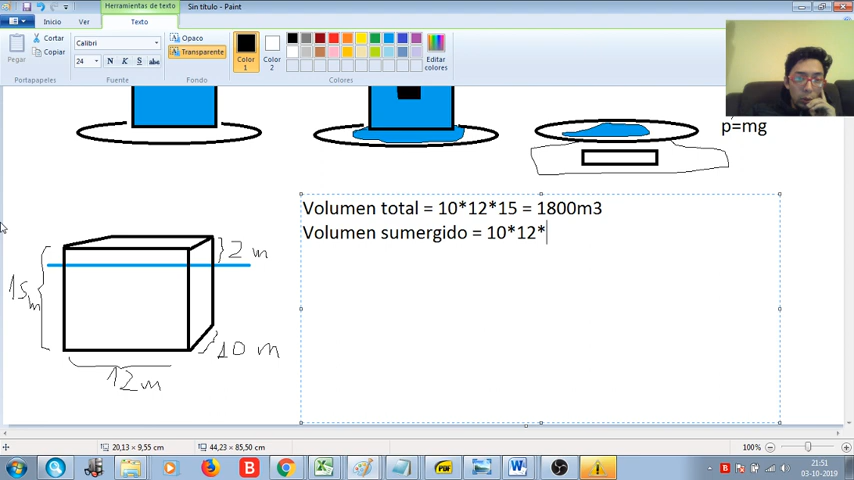 Sin título - Paint
Herramientas de texto
Inicio
Ver
Texto
Pegar
Cortar
Copiar
Portapapeles
Calibri
24
N K S abc
Fuente
Opaco
Transparente
Fondo
Color 1
Color 2
Editar colores
Colores
p=mg
Volumen total = 10*12*15 = 1800m3
Volumen sumergido = 10*12*
2 m
15 m
10 m
12 m
20,13 × 9,55 cm
44,23 × 85,50 cm
100%
B
PDF
W
B
21:51
03-10-2019